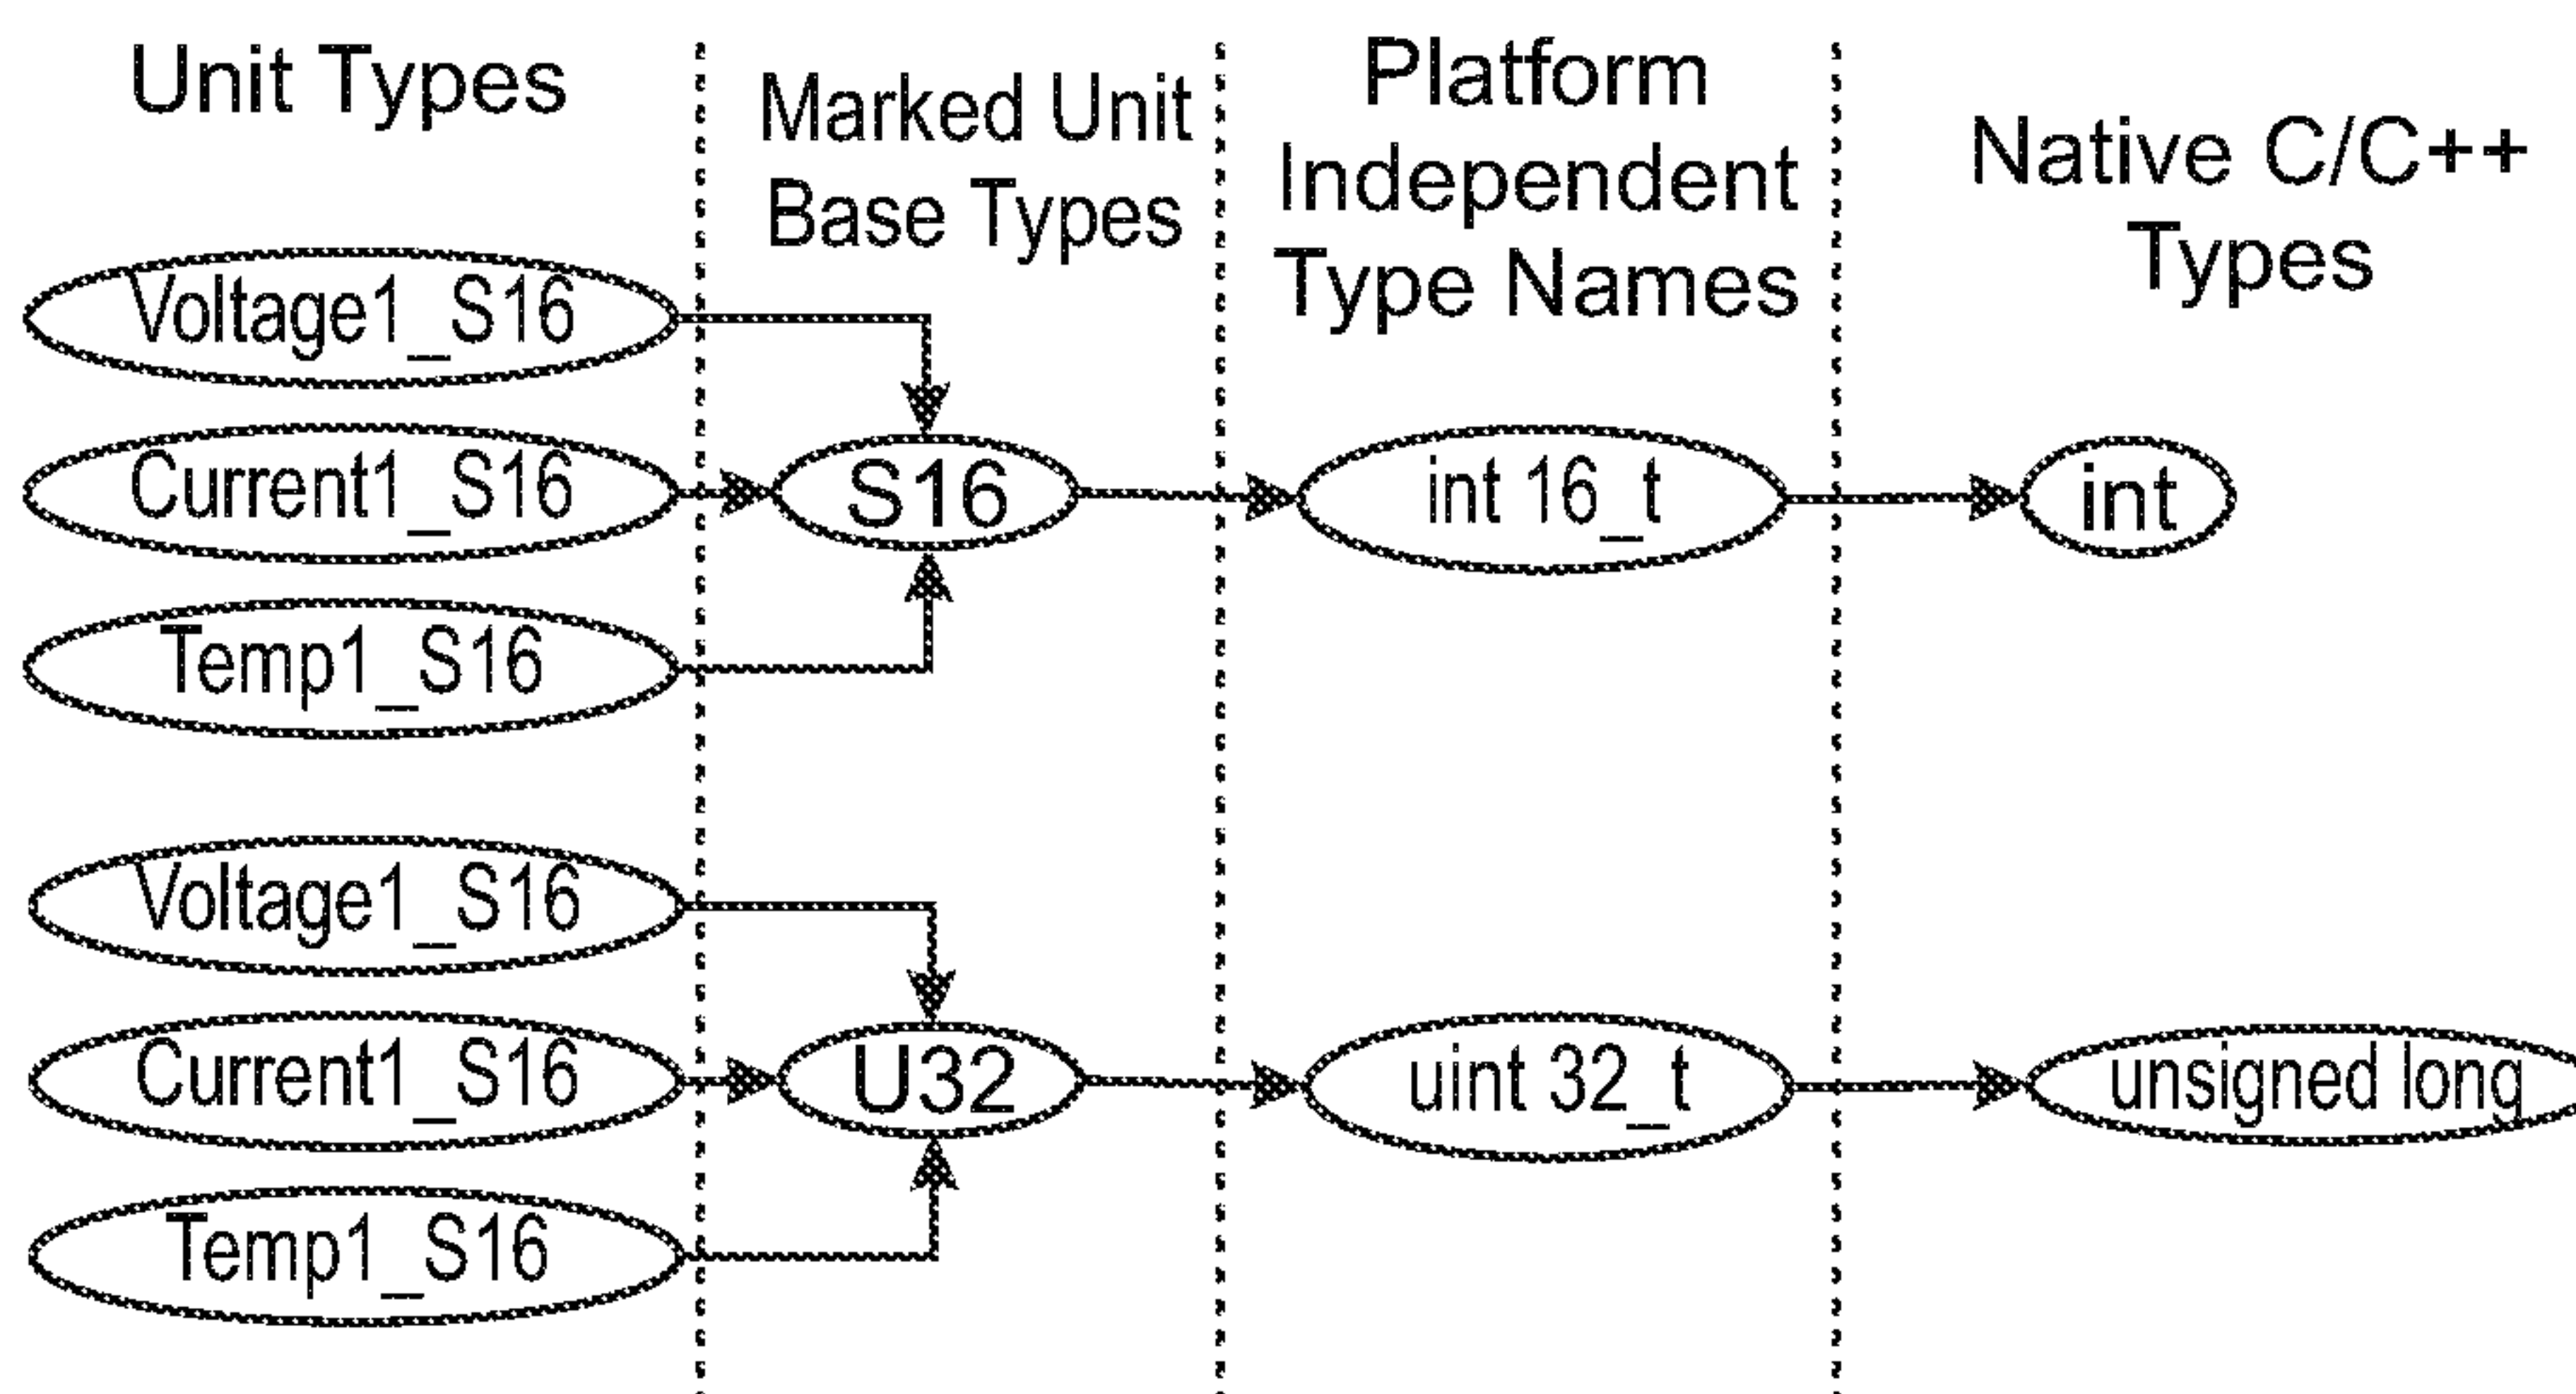 Unit Types
Marked Unit
Base Types
Platform
Independent
Type Names
Native C/C++
Types
Voltage1_S16
Current1_S16
Temp1_S16
S16
int 16_t
int
Voltage1_S16
Current1_S16
Temp1_S16
U32
uint 32_t
unsigned long